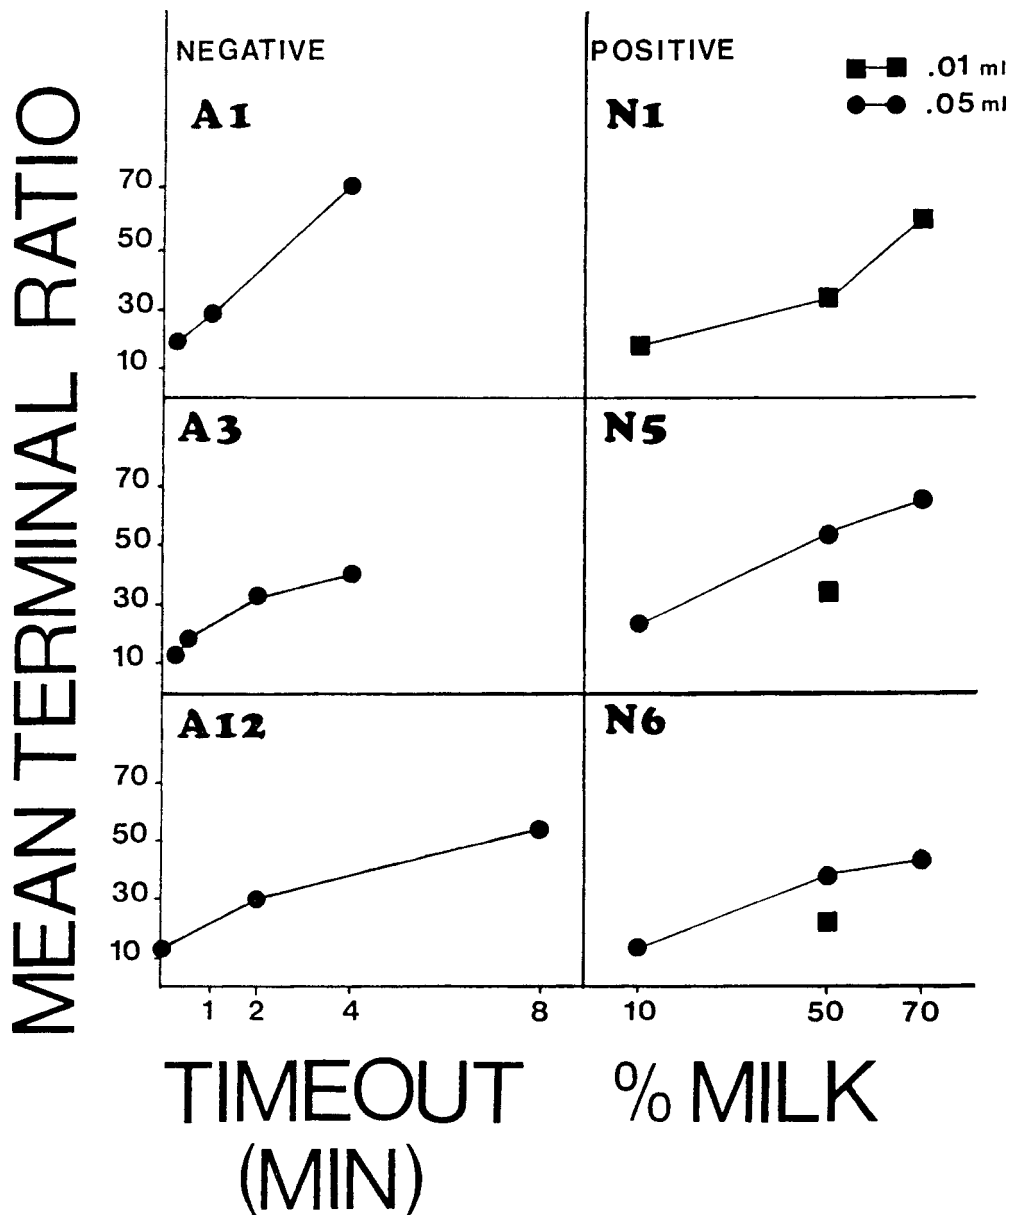 MEAN TERMINAL RATIO
NEGATIVE
A1
70
50
30
10
POSITIVE
N1
.01 ml
.05 ml
A3
70
50
30
10
N5
A12
70
50
30
10
N6
1 2 4 8
10 50 70
TIMEOUT
(MIN)
% MILK